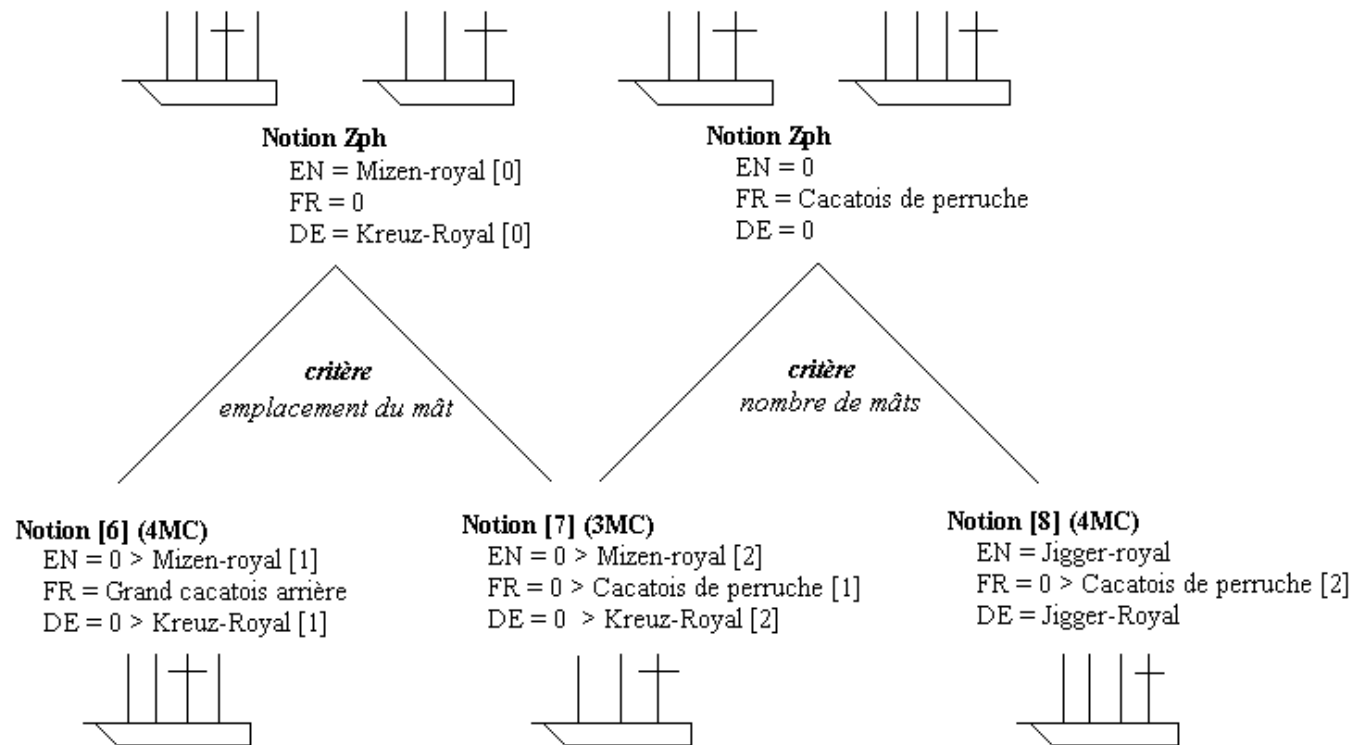 Notion Zph
EN = Mizen-royal [0]
FR = 0
DE = Kreuz-Royal [0]
Notion Zph
EN = 0
FR = Cacatois de perruche
DE = 0
critère
emplacement du mât
critère
nombre de mâts
Notion [6] (4MC)
EN = 0 > Mizen-royal [1]
FR = Grand cacatois arrière
DE = 0 > Kreuz-Royal [1]
Notion [7] (3MC)
EN = 0 > Mizen-royal [2]
FR = 0 > Cacatois de perruche [1]
DE = 0 > Kreuz-Royal [2]
Notion [8] (4MC)
EN = Jigger-royal
FR = 0 > Cacatois de perruche [2]
DE = Jigger-Royal